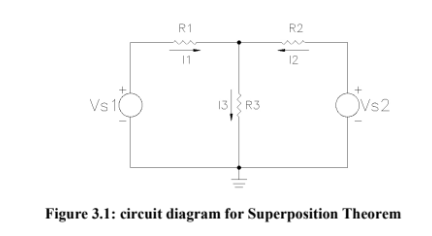 R1
R2
I1
I2
Vs1
+
-
I3
R3
+
-
Vs2
Figure 3.1: circuit diagram for Superposition Theorem